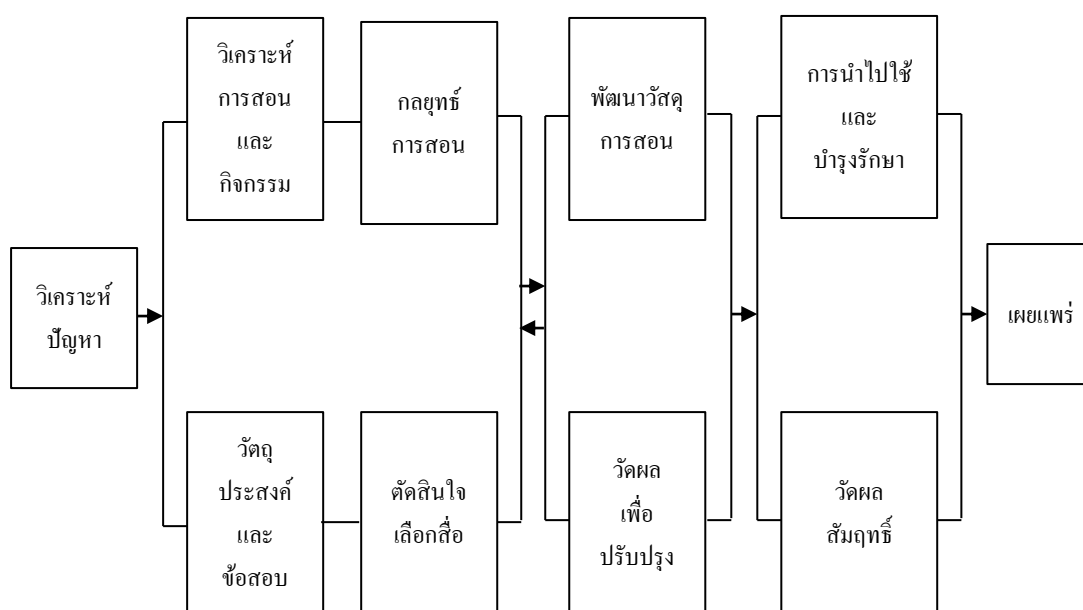 วิเคราะห์
ปัญหา
วิเคราะห์
การสอน
และ
กิจกรรม
กลยุทธ์
การสอน
วัตถุ
ประสงค์
และ
ข้อสอบ
ตัดสินใจ
เลือกสื่อ
พัฒนาวัสดุ
การสอน
วัดผล
เพื่อ
ปรับปรุง
การนำไปใช้
และ
บำรุงรักษา
วัดผล
สัมฤทธิ์
เผยแพร่